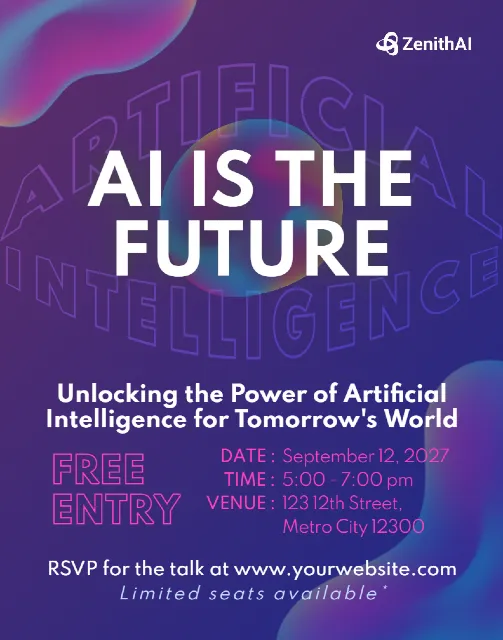 ZenithAI
ARTIFICIAL
AI IS THE
FUTURE
INTELLIGENCE
Unlocking the Power of Artificial
Intelligence for Tomorrow's World
FREE
ENTRY
DATE : September 12, 2027
TIME : 5:00 - 7:00 pm
VENUE : 123 12th Street,
Metro City 12300
RSVP for the talk at www.yourwebsite.com
Limited seats available*